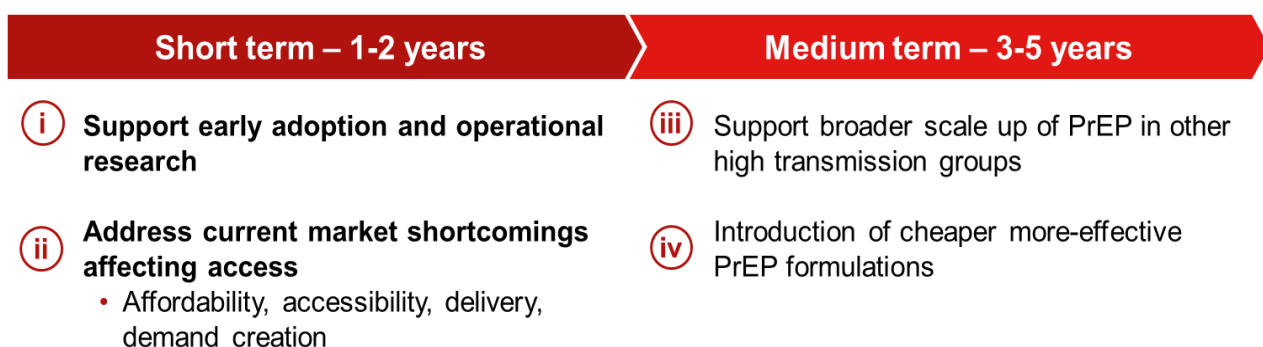 Short term – 1-2 years
i
Support early adoption and operational
research
ii
Address current market shortcomings
affecting access
• Affordability, accessibility, delivery,
demand creation
Medium term – 3-5 years
iii
Support broader scale up of PrEP in other
high transmission groups
iv
Introduction of cheaper more-effective
PrEP formulations